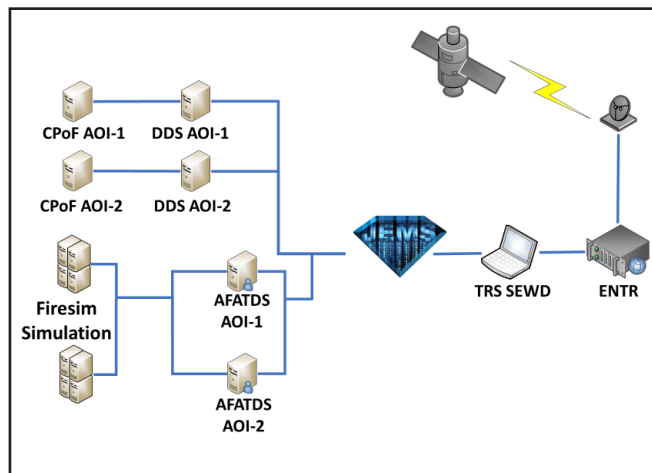 CPoF AOI-1
DDS AOI-1
CPoF AOI-2
DDS AOI-2
Firesim
Simulation
AFATDS
AOI-1
AFATDS
AOI-2
JEMS
TRS SEWD
ENTR